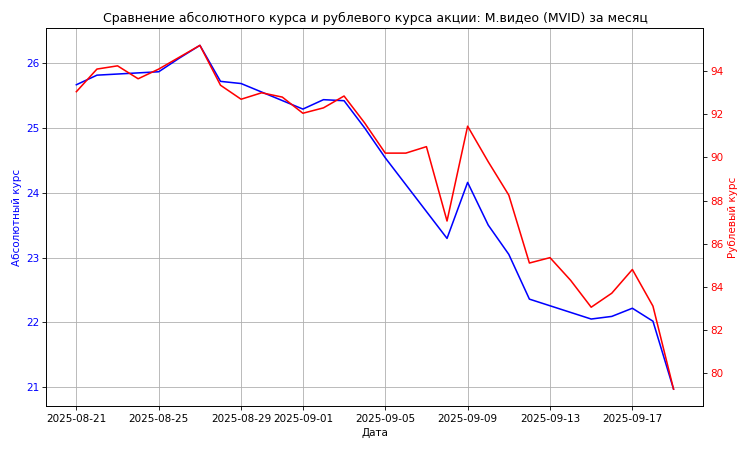 Сравнение абсолютного курса и рублевого курса акции: М.видео (MVID) за месяц
26
25
24
23
22
21
Абсолютный курс
94
92
90
88
86
84
82
80
Рублевый курс
2025-08-21 2025-08-25 2025-08-29 2025-09-01 2025-09-05 2025-09-09 2025-09-13 2025-09-17
Дата